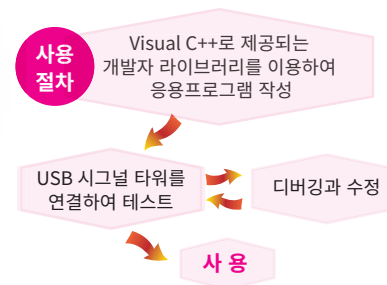 사용
절차
Visual C++로 제공되는
개발자 라이브러리를 이용하여
응용프로그램 작성
USB 시그널 타워를
연결하여 테스트
디버깅과 수정
사 용